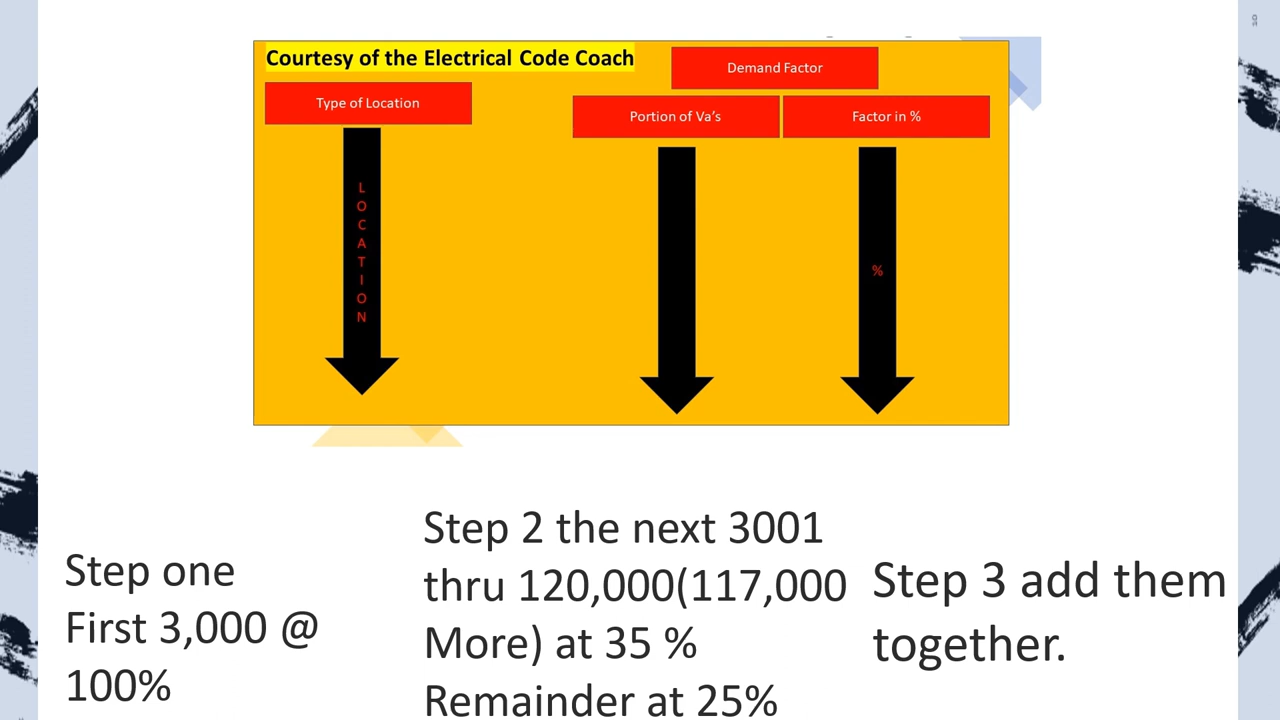 Courtesy of the Electrical Code Coach
Demand Factor
Type of Location
Portion of Va's
Factor in %
L
O
C
A
T
I
O
N
%
Step one
First 3,000 @
100%
Step 2 the next 3001
thru 120,000(117,000
More) at 35 %
Remainder at 25%
Step 3 add them
together.